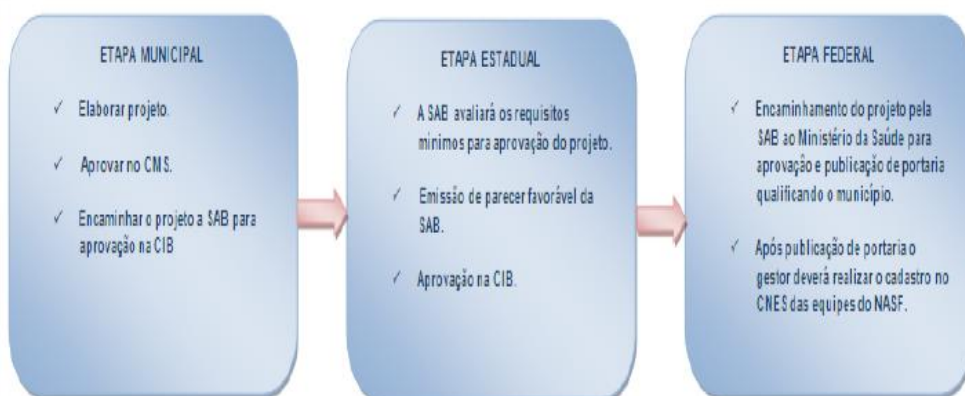 ETAPA MUNICIPAL
✓ Elaborar projeto.
✓ Aprovar no CMS.
✓ Encaminhar o projeto a SAB para
aprovação na CIB
ETAPA ESTADUAL
✓ A SAB avaliará os requisitos
mínimos para aprovação do projeto.
✓ Emissão de parecer favorável da
SAB.
✓ Aprovação na CIB.
ETAPA FEDERAL
✓ Encaminhamento do projeto pela
SAB ao Ministério da Saúde para
aprovação e publicação de portaria
qualificando o município.
✓ Após publicação de portaria o
gestor deverá realizar o cadastro no
CNES das equipes do NASF.